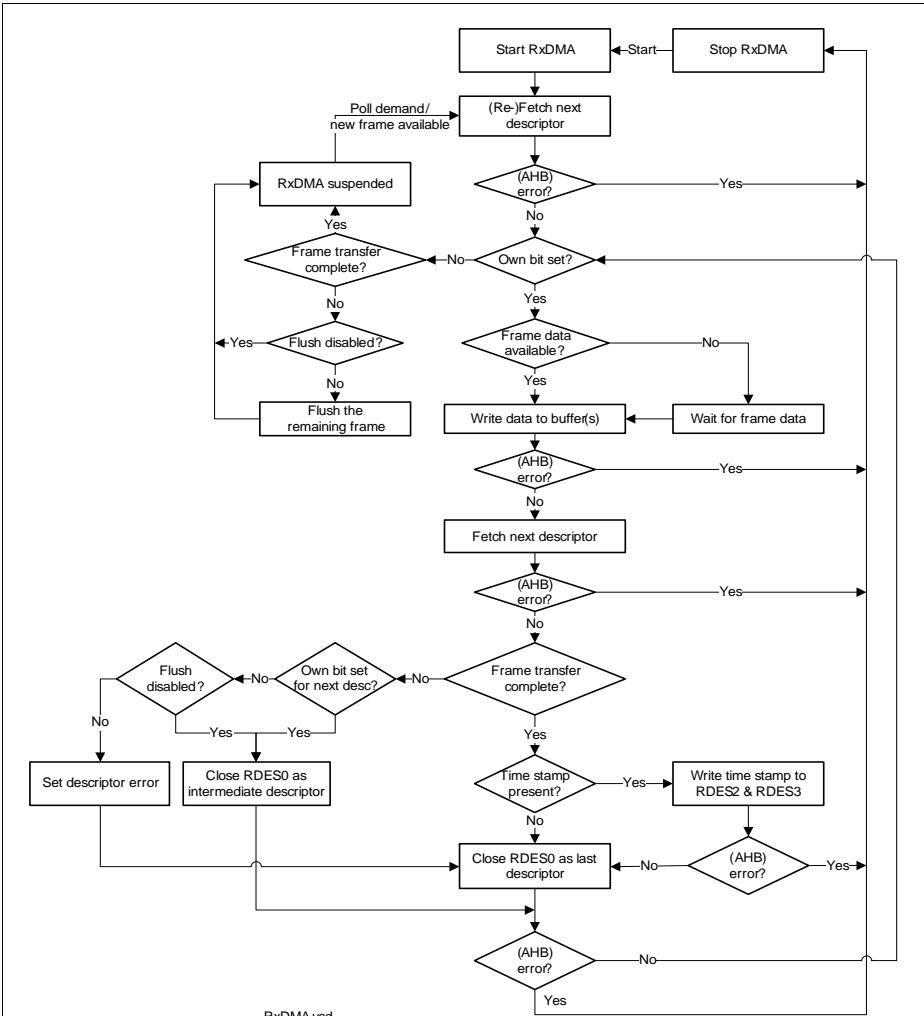 Start RxDMA
Start
Stop RxDMA
Poll demand/
new frame available
(Re-)Fetch next
descriptor
RxDMA suspended
(AHB)
error?
Yes
No
Yes
Frame transfer
complete?
No
Own bit set?
No
Yes
Yes
Flush disabled?
Frame data
available?
No
No
Yes
Flush the
remaining frame
Write data to buffer(s)
Wait for frame data
(AHB)
error?
Yes
No
Fetch next descriptor
(AHB)
error?
Yes
No
Flush
disabled?
No
Own bit set
for next desc?
No
Frame transfer
complete?
No
Yes
Yes
Yes
Set descriptor error
Close RDES0 as
intermediate descriptor
Time stamp
present?
Yes
Write time stamp to
RDES2 & RDES3
No
Close RDES0 as last
descriptor
No
(AHB)
error?
Yes
(AHB)
error?
No
Yes